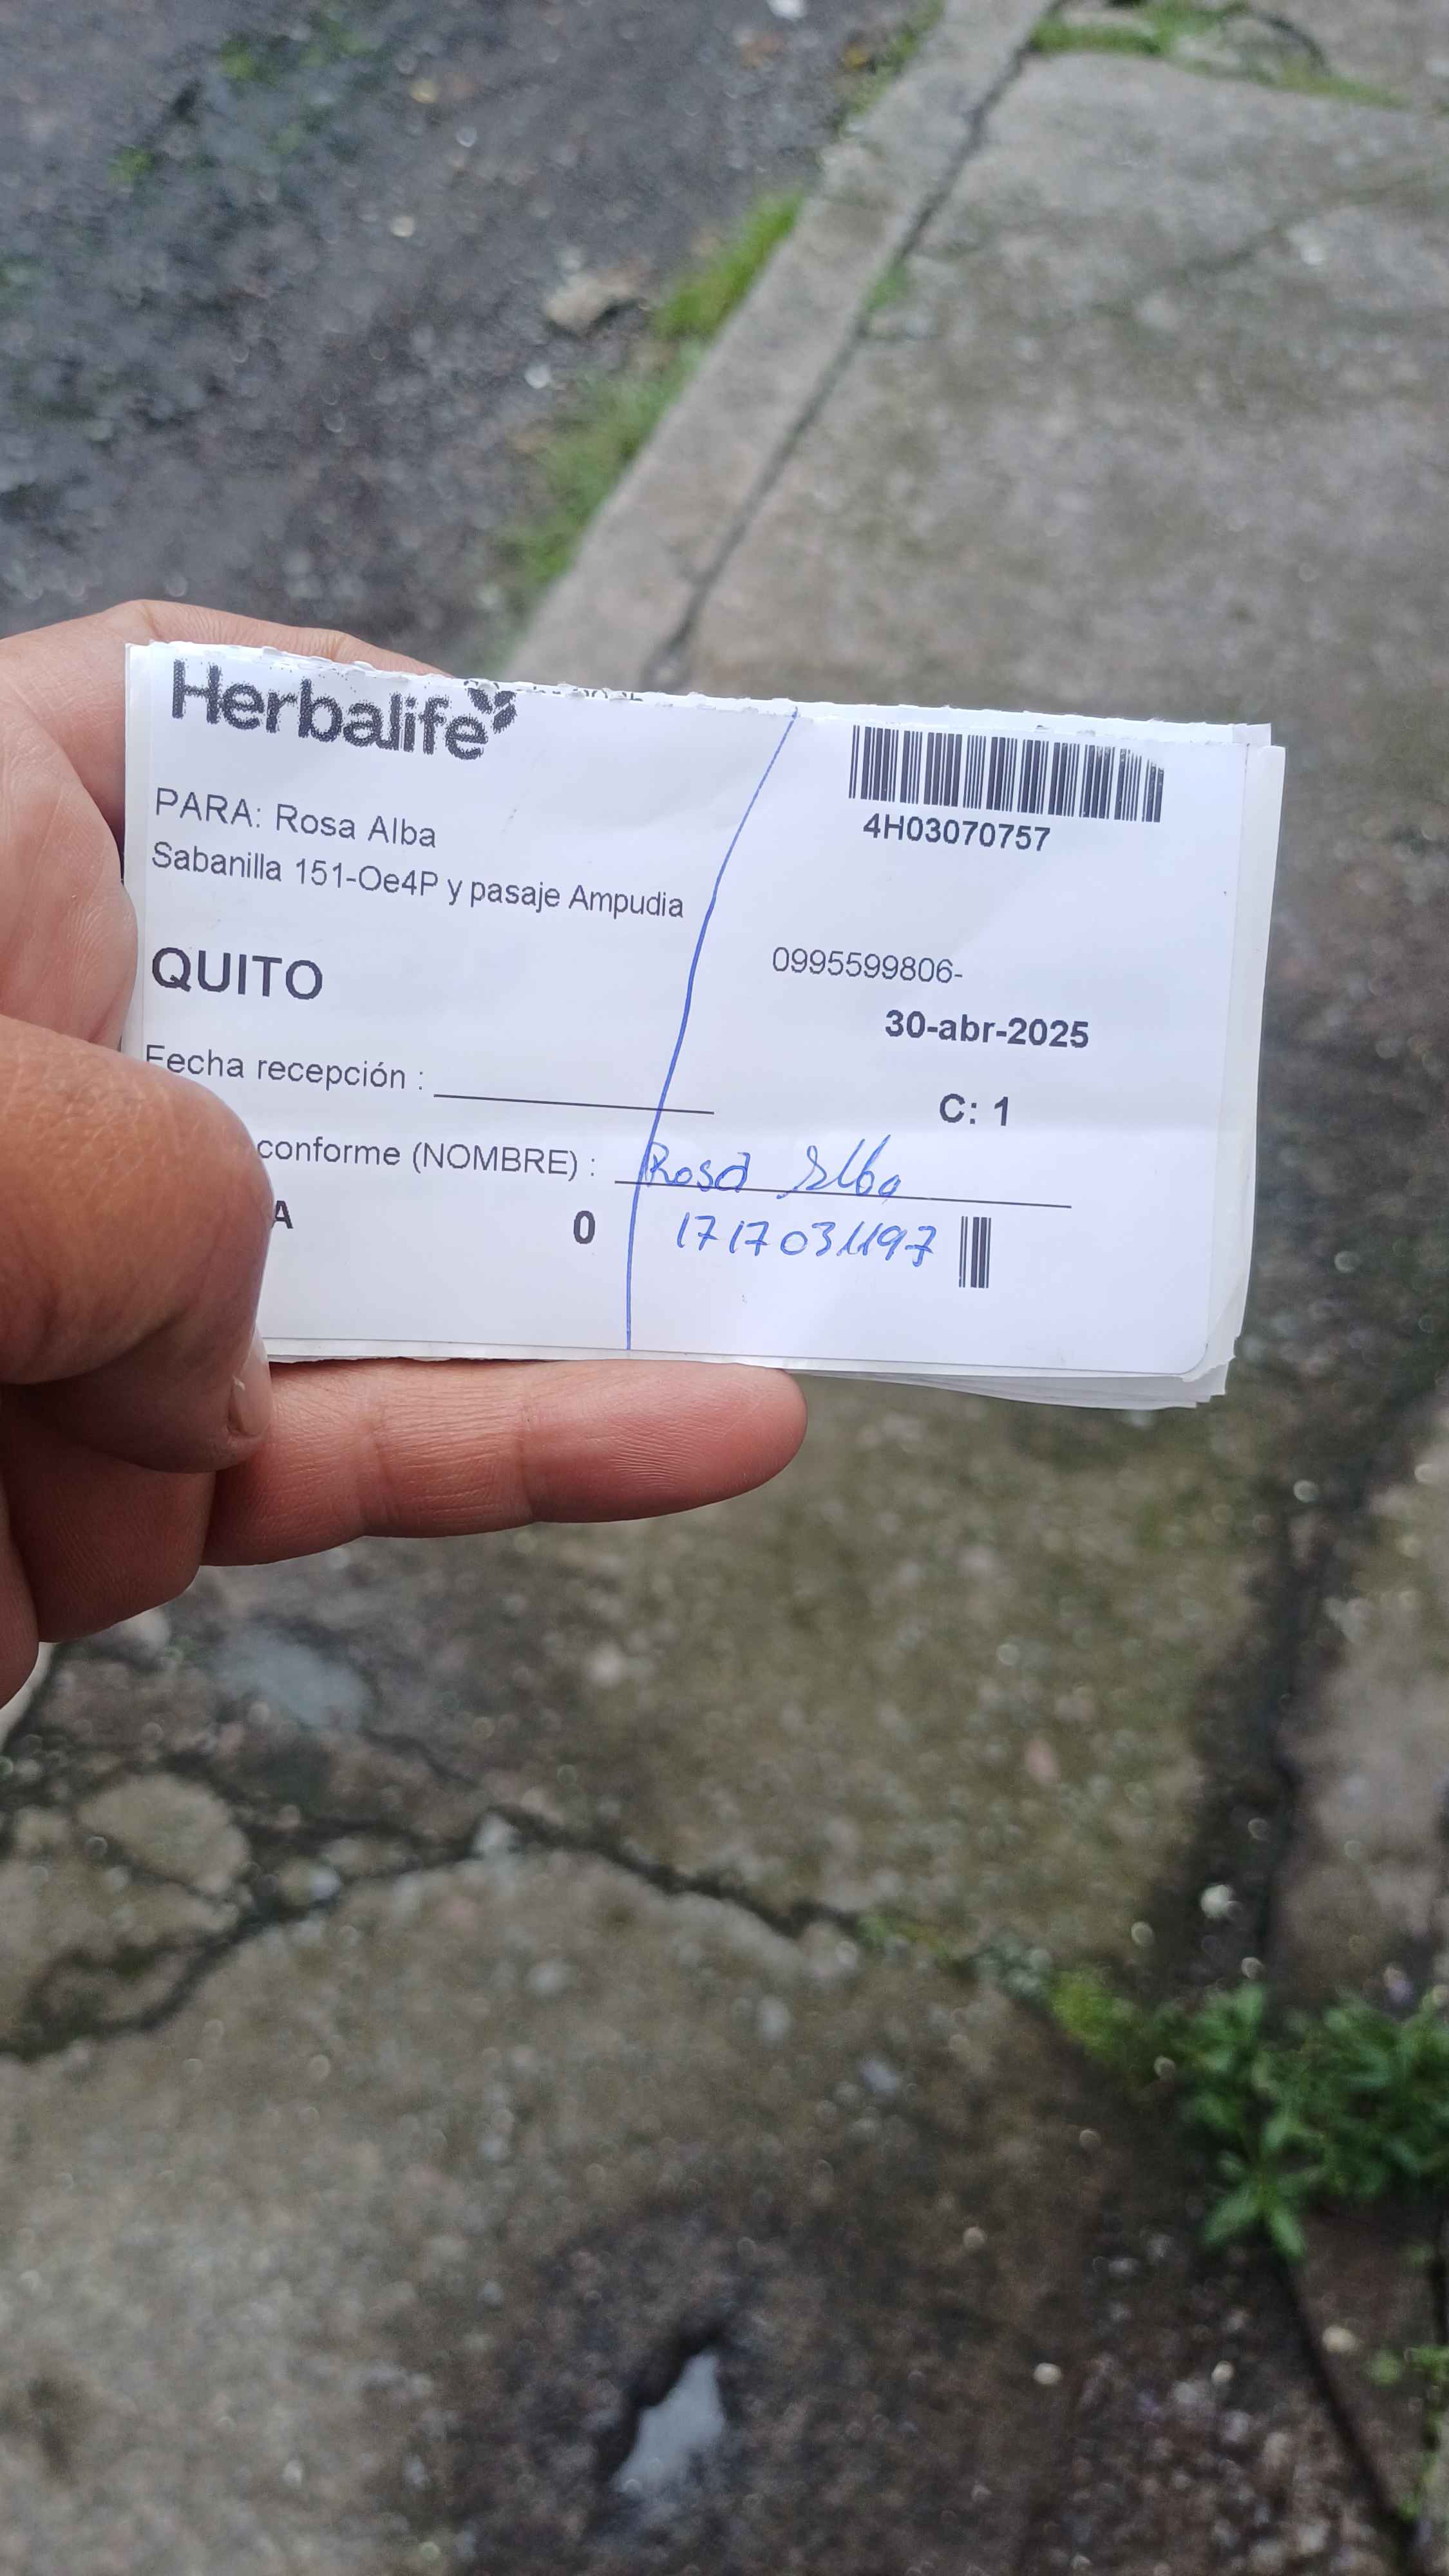 Herbalife
4H03070757
PARA: Rosa Alba
Sabanilla 151-Oe4P y pasaje Ampudia
0995599806-
QUITO
30-abr-2025
Fecha recepción :
C: 1
conforme (NOMBRE) : Rosa Alba
A 0 1717031197